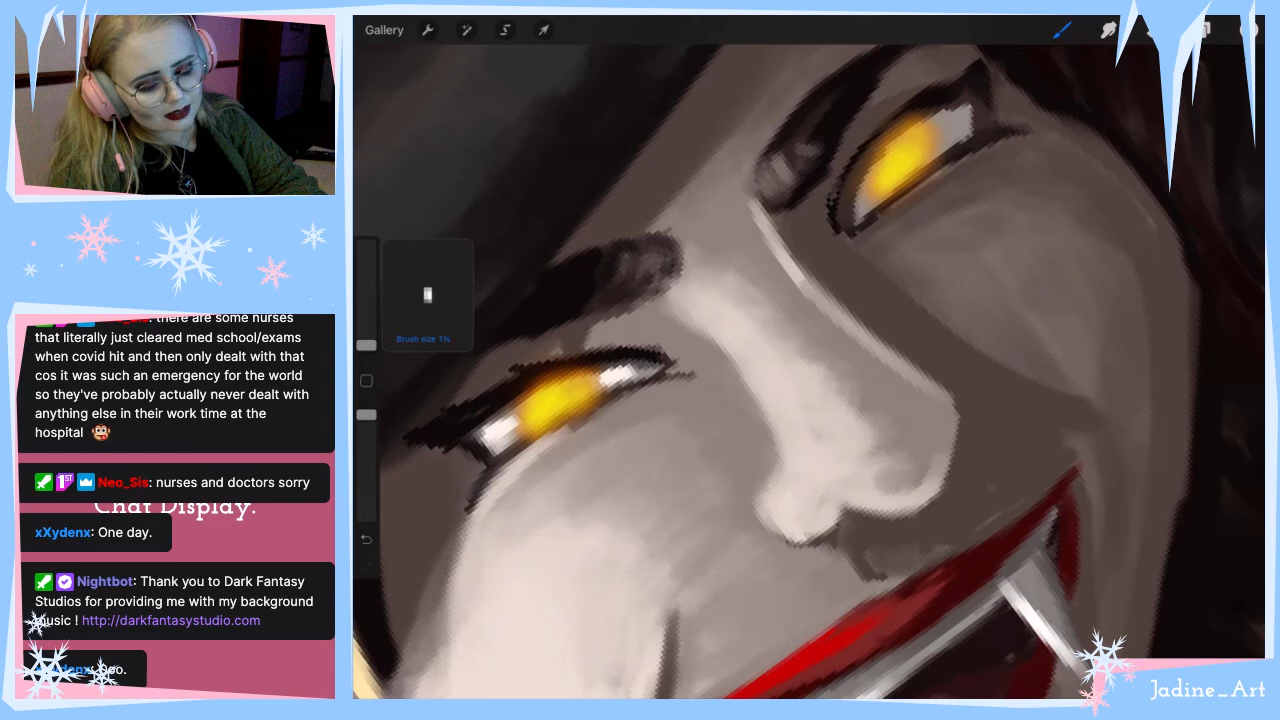 Gallery
Brush size 1%
Neo_Sis: there are some nurses
that literally just cleared med school/exams
when covid hit and then only dealt with that
cos it was such an emergency for the world
so they've probably actually never dealt with
anything else in their work time at the
hospital
1ST Neo_Sis: nurses and doctors sorry
Chat Display.
xXydenx: One day.
Nightbot: Thank you to Dark Fantasy
Studios for providing me with my background
music ! http://darkfantasystudio.com
Jadine_Art